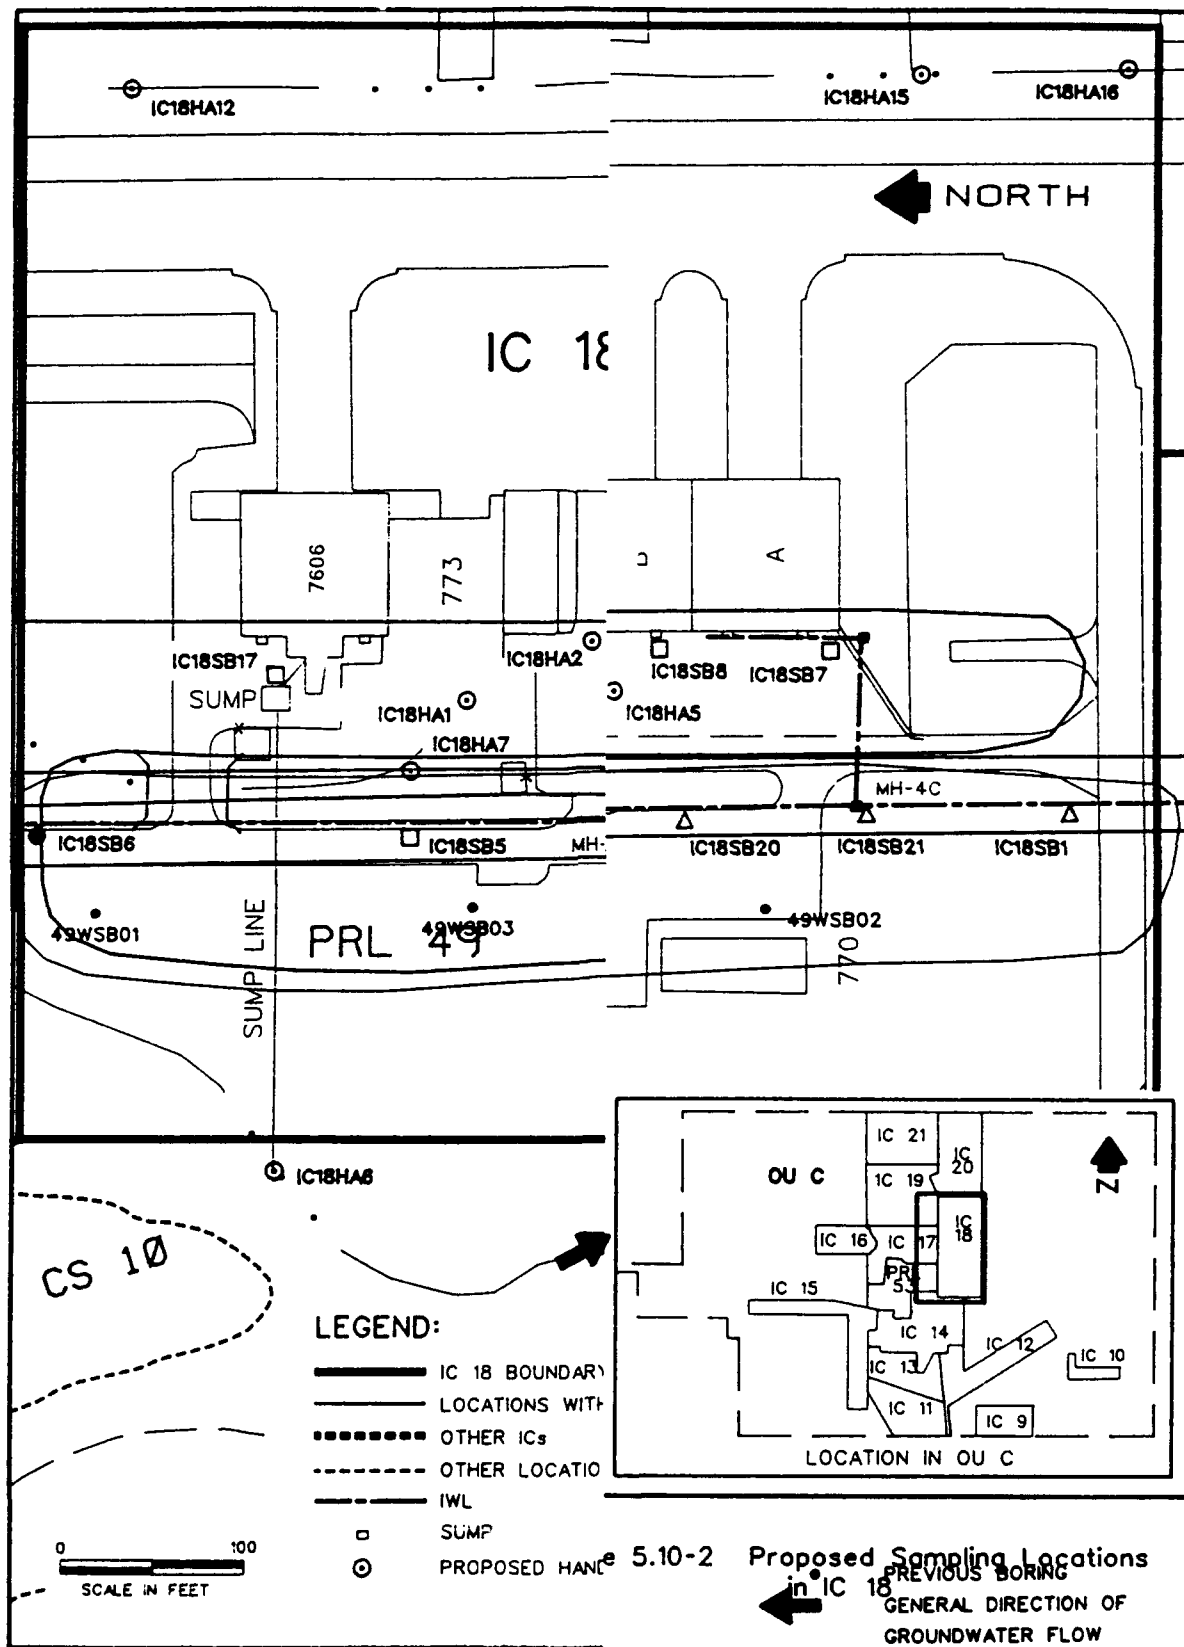 IC18HA12
IC18HA15
IC18HA16
NORTH
IC 18
7606
773
A
IC18SB17
SUMP
IC18HA2
IC18SB8
IC18SB7
IC18HA1
IC18HA5
IC18HA7
MH-4C
IC18SB6
IC18SB5
MH-
IC18SB20
IC18SB21
IC18SB1
49WSB01
49WSB03
49WSB02
PRL 49
770
SUMP LINE
IC18HA6
CS 10
IC 21
IC 20
OU C
IC 19
N
IC 18
IC 16
IC 17
PR
53
IC 15
IC 14
IC 12
IC 13
IC 10
IC 11
IC 9
LOCATION IN OU C
LEGEND:
IC 18 BOUNDARY
LOCATIONS WITH
OTHER ICs
OTHER LOCATIO
IWL
SUMP
PROPOSED HAND
0 100
SCALE IN FEET
e 5.10-2 Proposed Sampling Locations
in IC 18
PREVIOUS BORING
GENERAL DIRECTION OF
GROUNDWATER FLOW